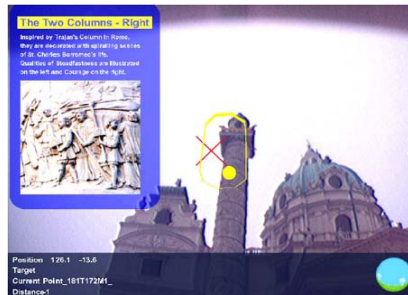 The Two Columns - Right
Inspired by Trajan's Column in Rome,
they are decorated with spiralling scenes
of St. Charles Borromeo's life.
Qualities of Steadfastness are illustrated
on the left and Courage on the right.
Position 126.1 -13.6
Target
Current Point_181T172M1_
Distance-1